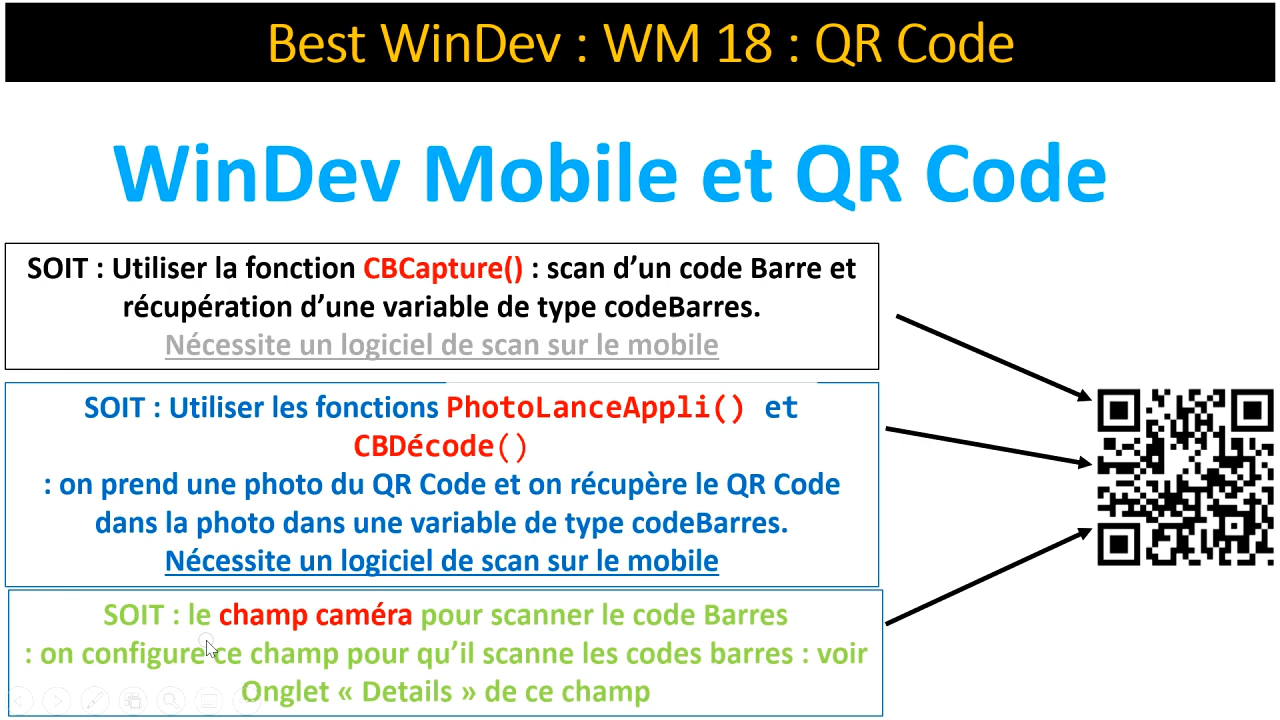 Best WinDev : WM 18 : QR Code
WinDev Mobile et QR Code
SOIT : Utiliser la fonction CBCapture() : scan d’un code Barre et
récupération d’une variable de type codeBarres.
Nécessite un logiciel de scan sur le mobile
SOIT : Utiliser les fonctions PhotoLanceAppli() et
CBDécode()
: on prend une photo du QR Code et on récupère le QR Code
dans la photo dans une variable de type codeBarres.
Nécessite un logiciel de scan sur le mobile
SOIT : le champ caméra pour scanner le code Barres
: on configure ce champ pour qu’il scanne les codes barres : voir
Onglet « Details » de ce champ